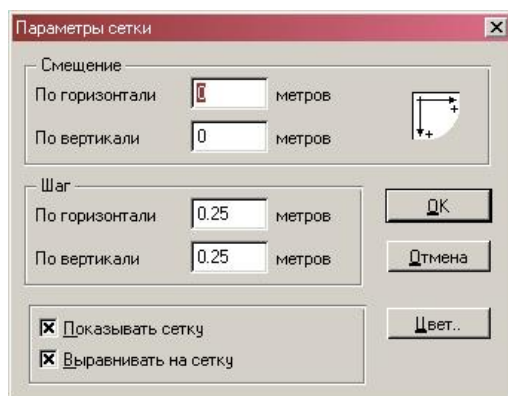 Параметры сетки
Смещение
По горизонтали 0 метров
По вертикали 0 метров
Шаг
По горизонтали 0.25 метров
По вертикали 0.25 метров
OK
Отмена
Цвет..
Показывать сетку
Выравнивать на сетку